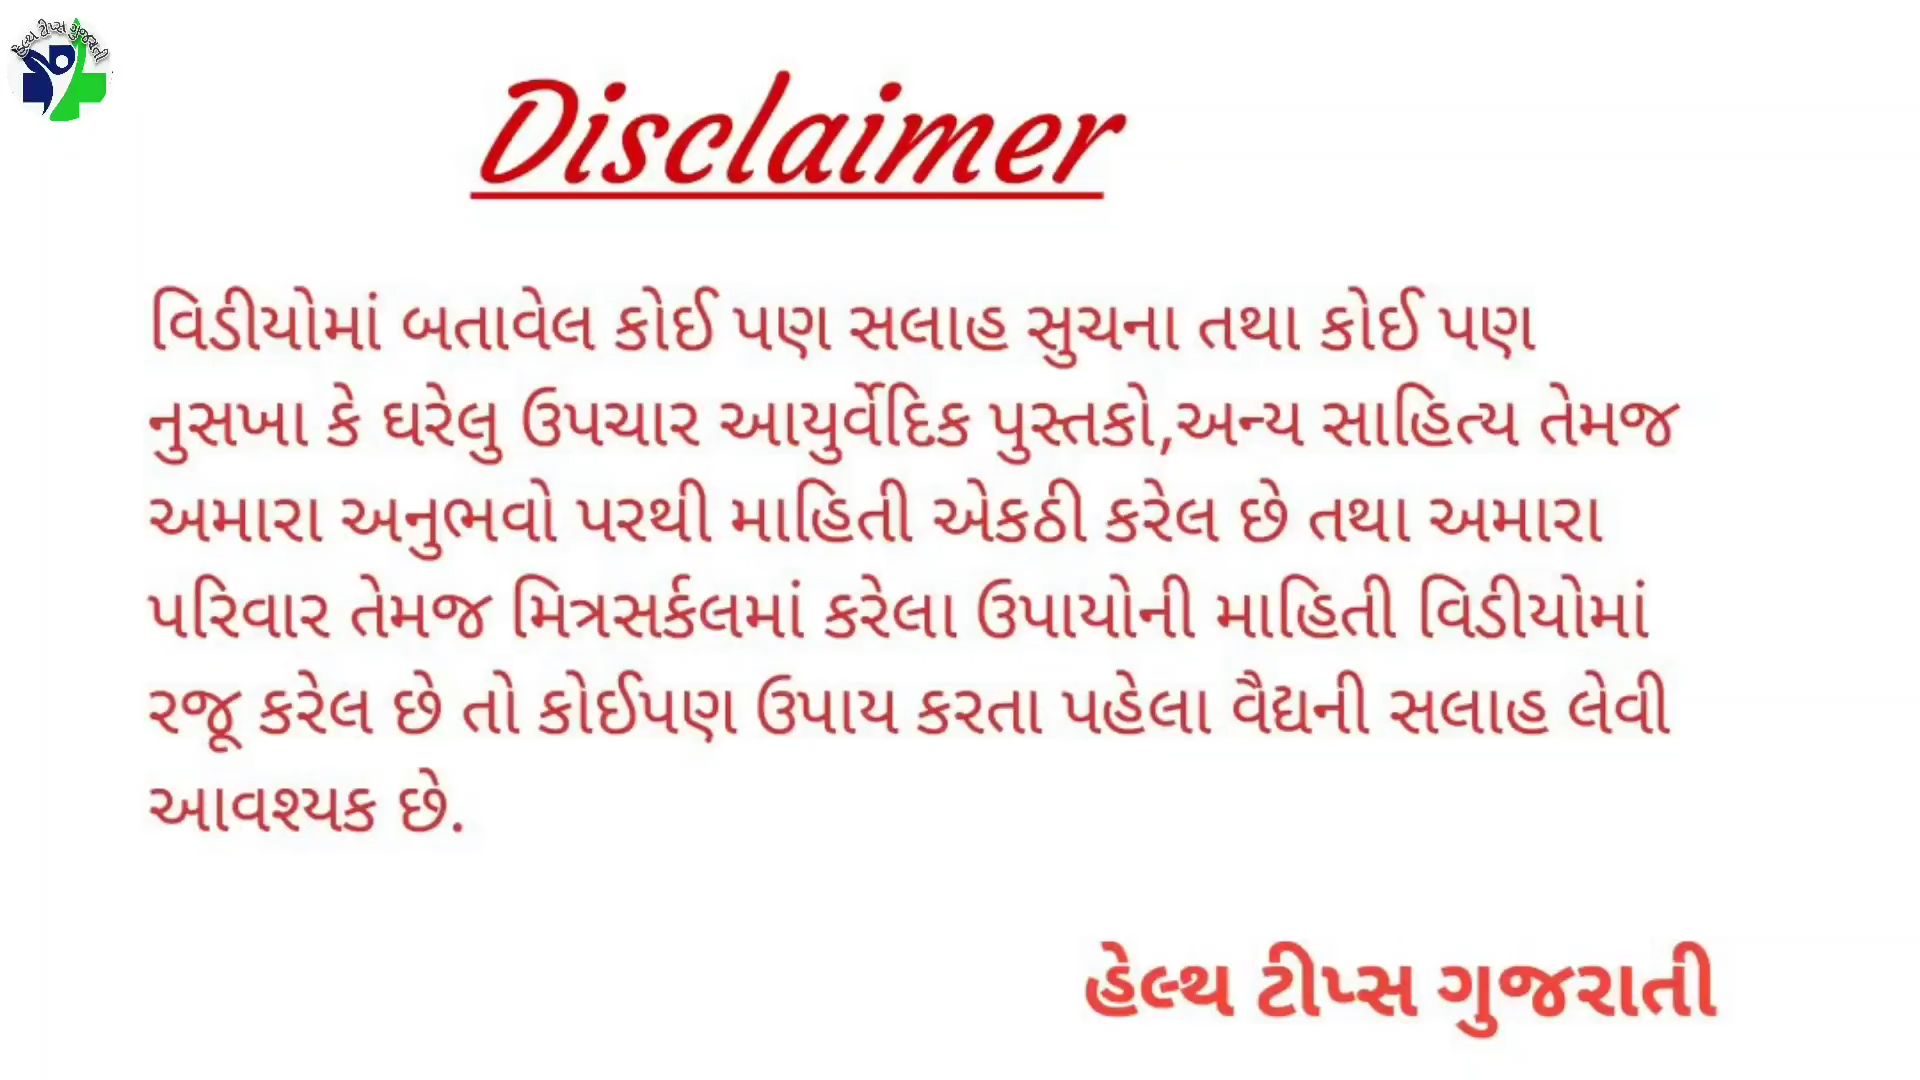 હેલ્થ ટીપ્સ ગુજરાતી
Disclaimer
વિડીયોમાં બતાવેલ કોઈ પણ સલાહ સુચના તથા કોઈ પણ
નુસખા કે ઘરેલુ ઉપચાર આયુર્વેદિક પુસ્તકો,અન્ય સાહિત્ય તેમજ
અમારા અનુભવો પરથી માહિતી એકઠી કરેલ છે તથા અમારા
પરિવાર તેમજ મિત્રસર્કલમાં કરેલા ઉપાયોની માહિતી વિડીયોમાં
રજૂ કરેલ છે તો કોઈપણ ઉપાય કરતા પહેલા વૈદ્યની સલાહ લેવી
આવશ્યક છે.
હેલ્થ ટીપ્સ ગુજરાતી